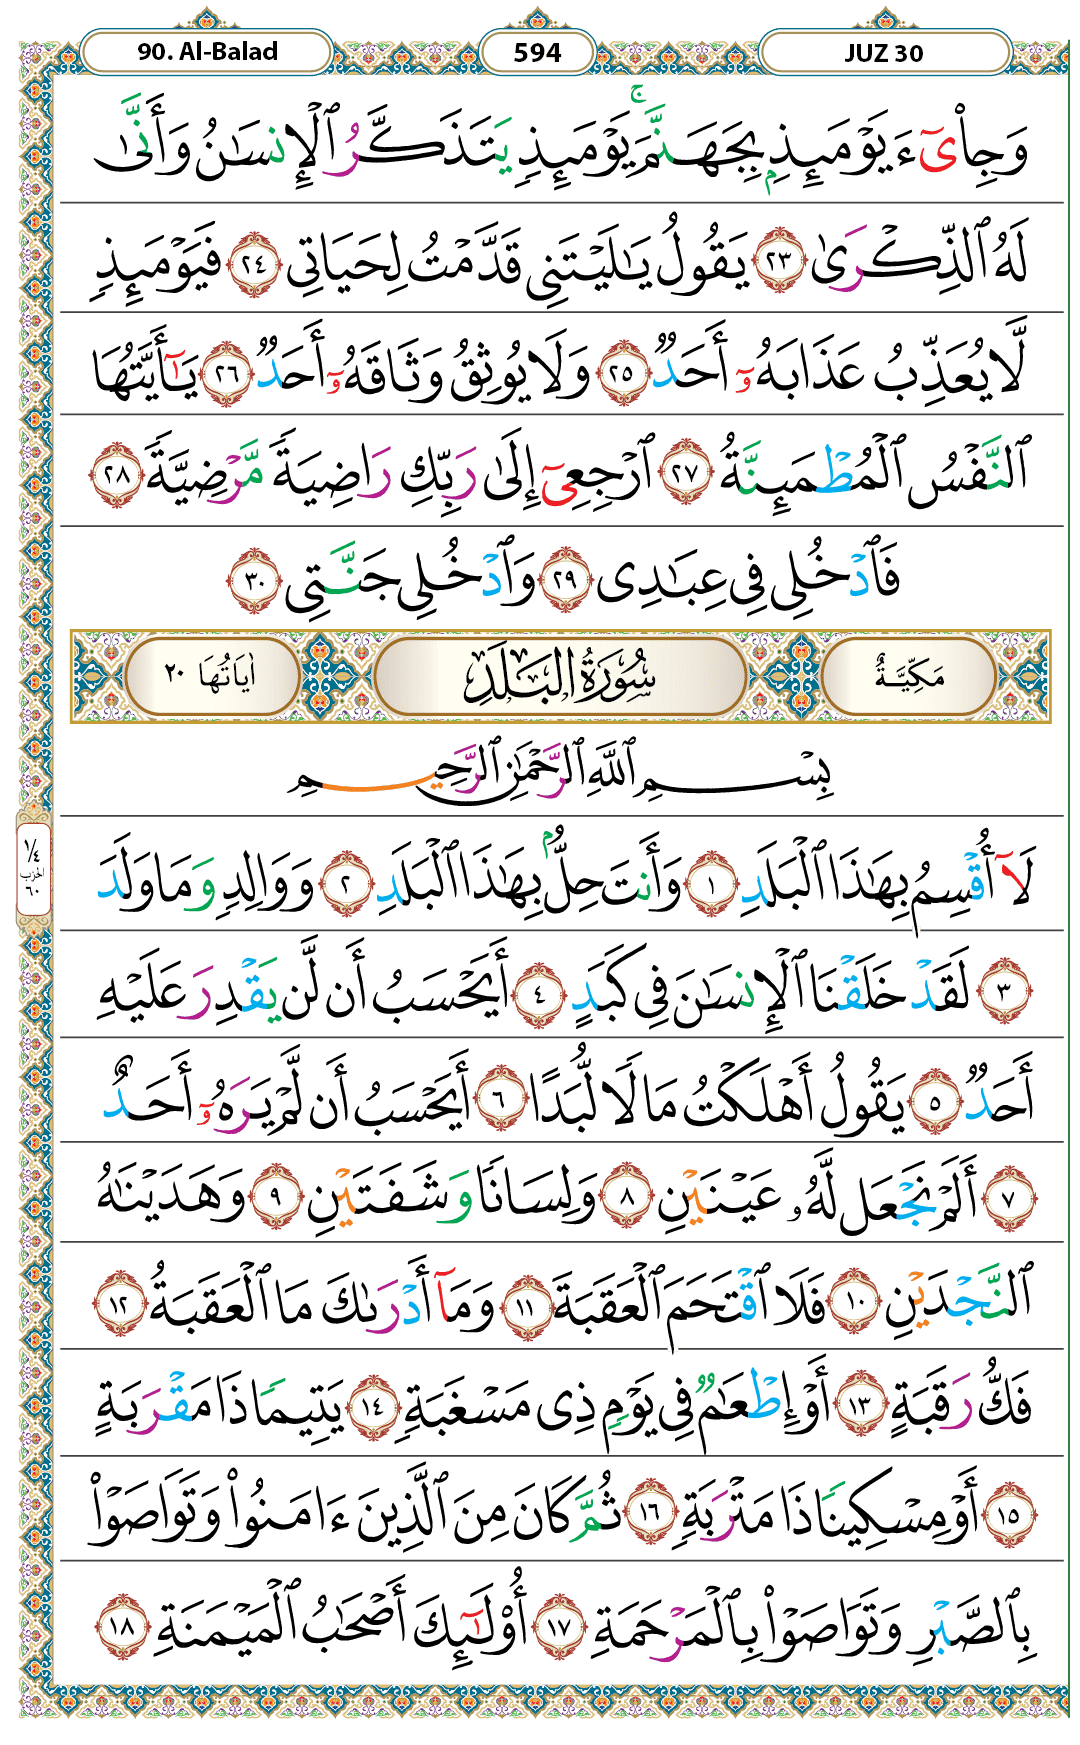 90. Al-Balad 594 JUZ 30
وَجِا۟ىٓءَ يَوْمَئِذٍۭ بِجَهَنَّمَ ۚ يَوْمَئِذٍ يَتَذَكَّرُ ٱلْإِنسَـٰنُ وَأَنَّىٰ
لَهُ ٱلذِّكْرَىٰ ٢٣ يَقُولُ يَـٰلَيْتَنِى قَدَّمْتُ لِحَيَاتِى ٢٤ فَيَوْمَئِذٍ
لَّا يُعَذِّبُ عَذَابَهُۥٓ أَحَدٌ ٢٥ وَلَا يُوثِقُ وَثَاقَهُۥٓ أَحَدٌ ٢٦ يَـٰٓأَيَّتُهَا
ٱلنَّفْسُ ٱلْمُطْمَئِنَّةُ ٢٧ ٱرْجِعِىٓ إِلَىٰ رَبِّكِ رَاضِيَةً مَّرْضِيَّةً ٢٨
فَٱدْخُلِى فِى عِبَـٰدِى ٢٩ وَٱدْخُلِى جَنَّتِى ٣٠
مَكِّيَّةٌ سُورَةُ الْبَلَدِ اٰيَاتُهَا ٢٠
بِسْمِ ٱللَّهِ ٱلرَّحْمَـٰنِ ٱلرَّحِيمِ
لَآ أُقْسِمُ بِهَـٰذَا ٱلْبَلَدِ ١ وَأَنتَ حِلٌّۢ بِهَـٰذَا ٱلْبَلَدِ ٢ وَوَالِدٍ وَمَا وَلَدَ
٣ لَقَدْ خَلَقْنَا ٱلْإِنسَـٰنَ فِى كَبَدٍ ٤ أَيَحْسَبُ أَن لَّن يَقْدِرَ عَلَيْهِ
أَحَدٌ ٥ يَقُولُ أَهْلَكْتُ مَالًا لُّبَدًا ٦ أَيَحْسَبُ أَن لَّمْ يَرَهُۥٓ أَحَدٌ
٧ أَلَمْ نَجْعَل لَّهُۥ عَيْنَيْنِ ٨ وَلِسَانًا وَشَفَتَيْنِ ٩ وَهَدَيْنَـٰهُ
ٱلنَّجْدَيْنِ ١٠ فَلَا ٱقْتَحَمَ ٱلْعَقَبَةَ ١١ وَمَآ أَدْرَىٰكَ مَا ٱلْعَقَبَةُ ١٢
فَكُّ رَقَبَةٍ ١٣ أَوْ إِطْعَـٰمٌ فِى يَوْمٍ ذِى مَسْغَبَةٍ ١٤ يَتِيمًا ذَا مَقْرَبَةٍ
١٥ أَوْ مِسْكِينًا ذَا مَتْرَبَةٍ ١٦ ثُمَّ كَانَ مِنَ ٱلَّذِينَ ءَامَنُوا۟ وَتَوَاصَوْا۟
بِٱلصَّبْرِ وَتَوَاصَوْا۟ بِٱلْمَرْحَمَةِ ١٧ أُو۟لَـٰٓئِكَ أَصْحَـٰبُ ٱلْمَيْمَنَةِ ١٨
١/٤
الحزب
٦٠